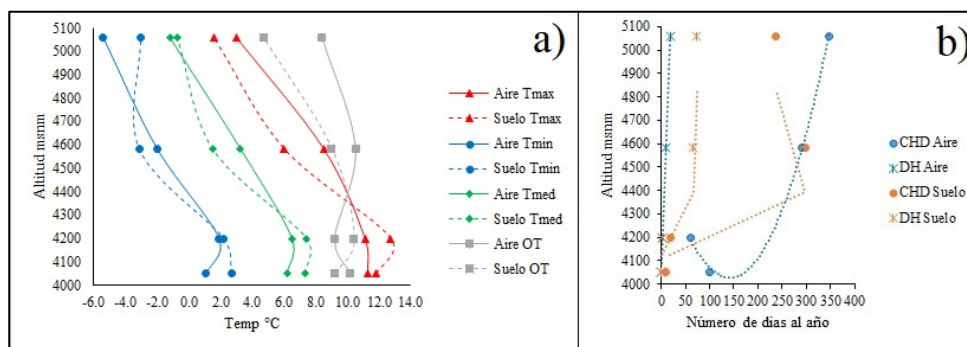 a)
5100
5000
4900
4800
4700
4600
4500
4400
4300
4200
4100
4000
Altitud msnm
-6.0 -4.0 -2.0 0.0 2.0 4.0 6.0 8.0 10.0 12.0 14.0
Temp °C
Aire Tmax
Suelo Tmax
Aire Tmin
Suelo Tmin
Aire Tmed
Suelo Tmed
Aire OT
Suelo OT
b)
5100
5000
4900
4800
4700
4600
4500
4400
4300
4200
4100
4000
Altitud msnm
0 50 100 150 200 250 300 350 400
Número de dias al año
CHD Aire
DH Aire
CHD Suelo
DH Suelo